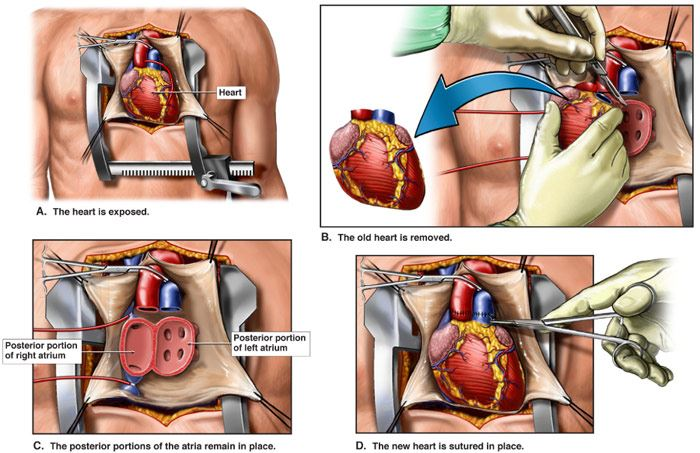 Heart
A. The heart is exposed.
B. The old heart is removed.
Posterior portion
of right atrium
Posterior portion
of left atrium
C. The posterior portions of the atria remain in place.
D. The new heart is sutured in place.